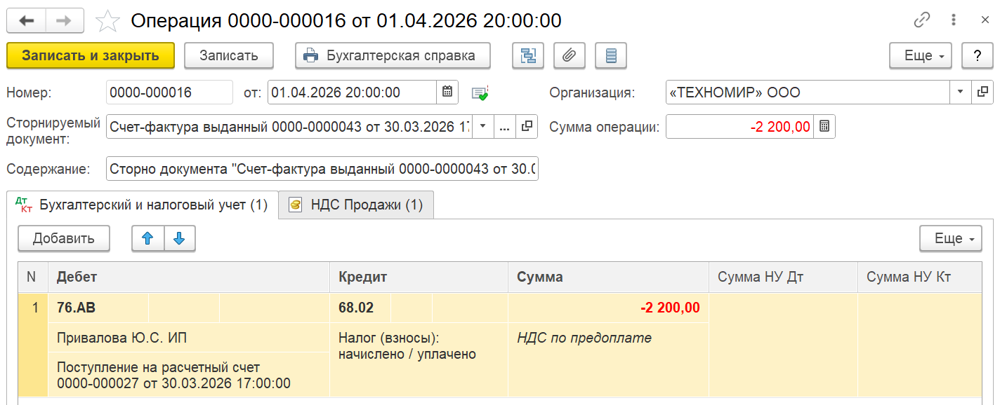 Операция 0000-000016 от 01.04.2026 20:00:00
Записать и закрыть Записать Бухгалтерская справка Еще ?
Номер: 0000-000016 от: 01.04.2026 20:00:00 Организация: «ТЕХНОМИР» ООО
Сторнируемый документ: Счет-фактура выданный 0000-0000043 от 30.03.2026 17: ... Сумма операции: -2 200,00
Содержание: Сторно документа "Счет-фактура выданный 0000-0000043 от 30.0
Дт Кт Бухгалтерский и налоговый учет (1) НДС Продажи (1)
Добавить Еще
N Дебет Кредит Сумма Сумма НУ Дт Сумма НУ Кт
1 76.АВ 68.02 -2 200,00
Привалова Ю.С. ИП Налог (взносы): НДС по предоплате
начислено / уплачено
Поступление на расчетный счет
0000-000027 от 30.03.2026 17:00:00